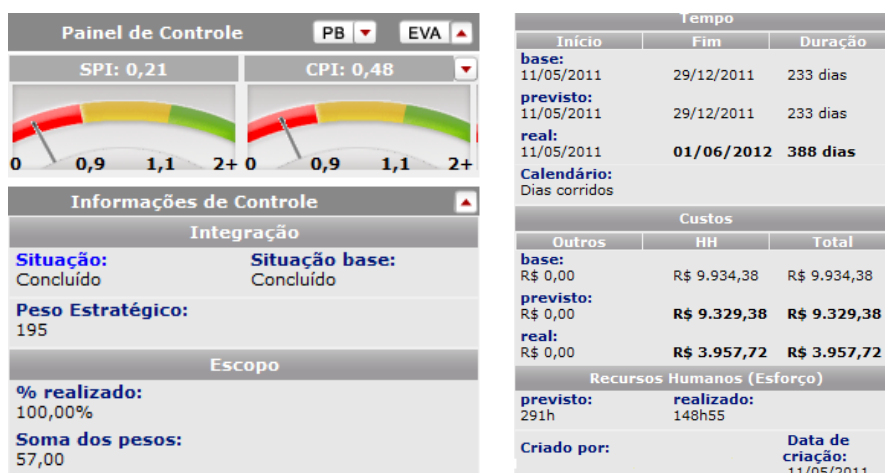 Painel de Controle PB EVA
SPI: 0,21 CPI: 0,48
0 0,9 1,1 2+ 0 0,9 1,1 2+
Informações de Controle
Integração
Situação: Situação base:
Concluído Concluído
Peso Estratégico:
195
Escopo
% realizado:
100,00%
Soma dos pesos:
57,00
Tempo
Início Fim Duração
base:
11/05/2011 29/12/2011 233 dias
previsto:
11/05/2011 29/12/2011 233 dias
real:
11/05/2011 01/06/2012 388 dias
Calendário:
Dias corridos
Custos
Outros HH Total
base:
R$ 0,00 R$ 9.934,38 R$ 9.934,38
previsto:
R$ 0,00 R$ 9.329,38 R$ 9.329,38
real:
R$ 0,00 R$ 3.957,72 R$ 3.957,72
Recursos Humanos (Esforço)
previsto: realizado:
291h 148h55
Criado por: Data de
criação:
11/05/2011